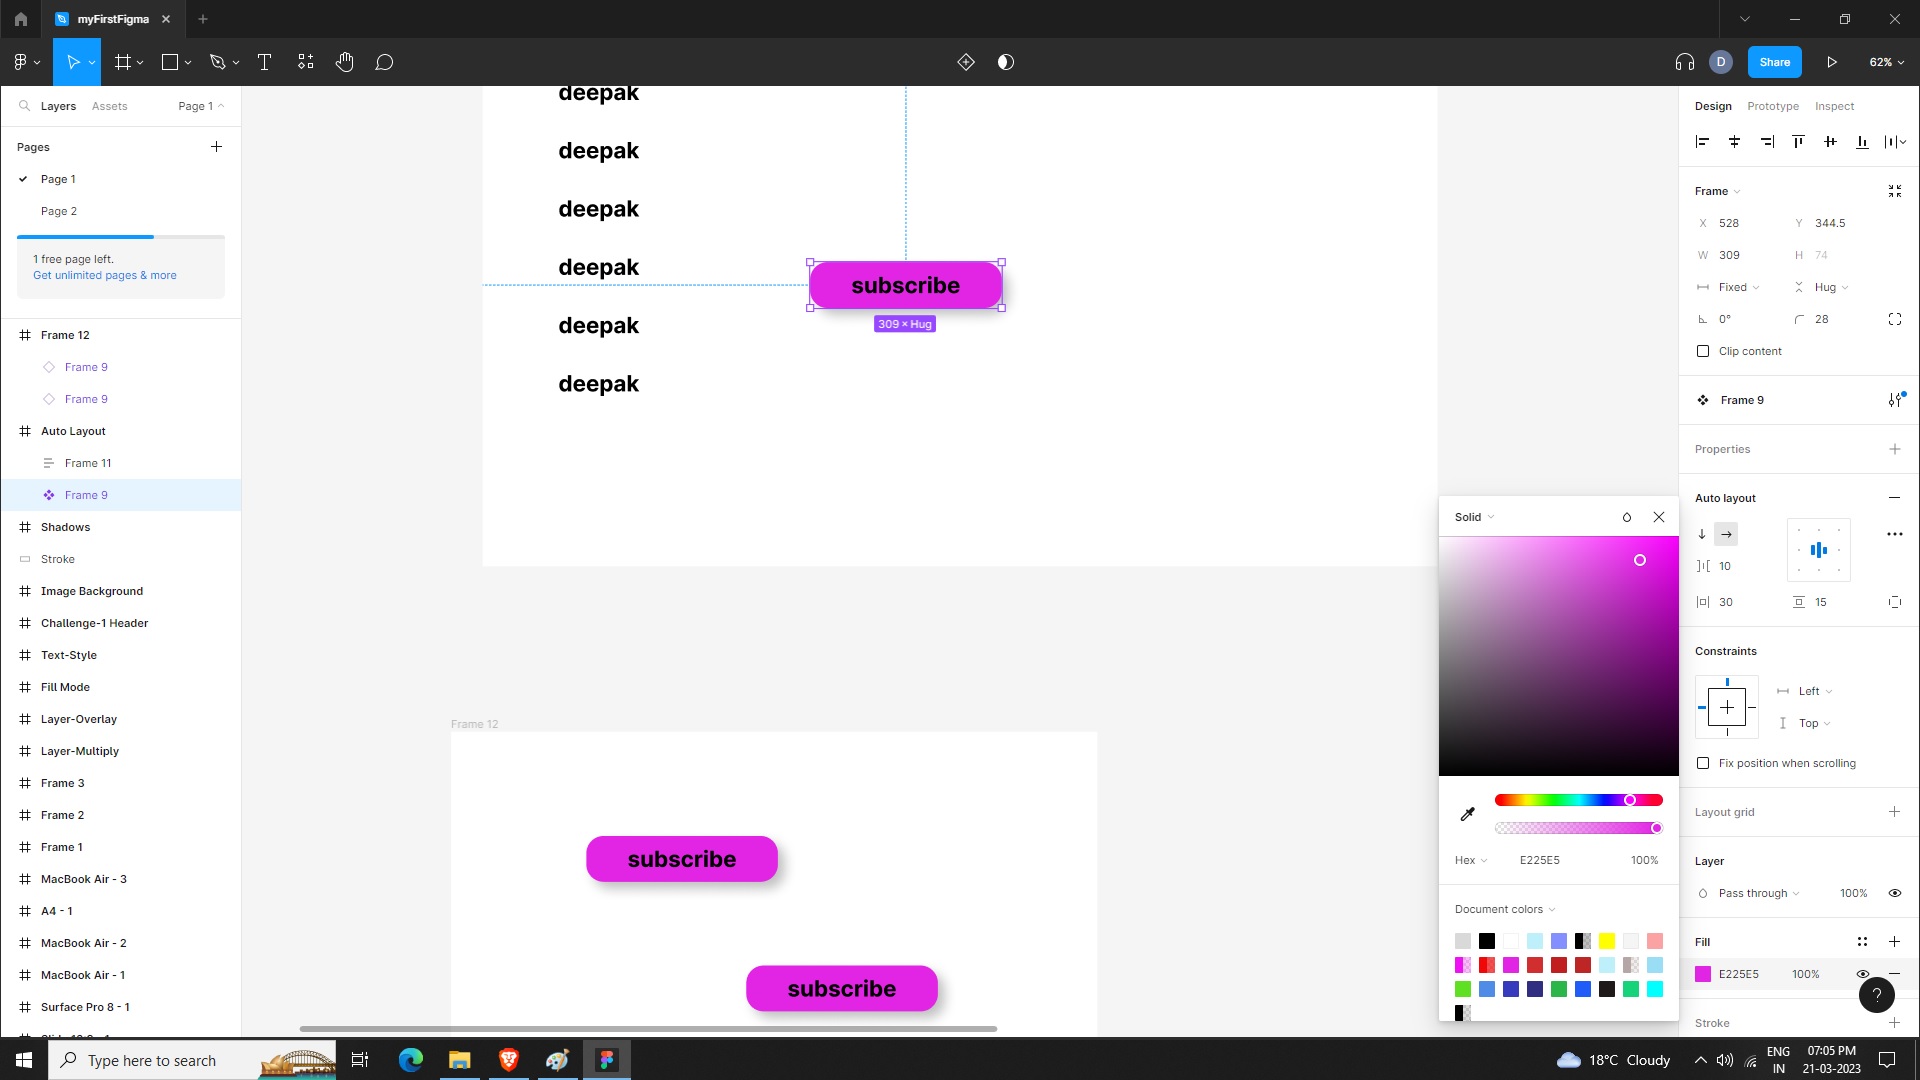 myFirstFigma
D
Share
62%
Layers
Assets
Page 1
Pages
Page 1
Page 2
1 free page left.
Get unlimited pages & more
Frame 12
Frame 9
Frame 9
Auto Layout
Frame 11
Frame 9
Shadows
Stroke
Image Background
Challenge-1 Header
Text-Style
Fill Mode
Layer-Overlay
Layer-Multiply
Frame 3
Frame 2
Frame 1
MacBook Air - 3
A4 - 1
MacBook Air - 2
MacBook Air - 1
Surface Pro 8 - 1
deepak
deepak
deepak
deepak
deepak
deepak
subscribe
309 × Hug
Frame 12
subscribe
subscribe
Solid
Hex
E225E5
100%
Document colors
Design
Prototype
Inspect
Frame
X 528
Y 344.5
W 309
H 74
Fixed
Hug
0°
28
Clip content
Frame 9
Properties
Auto layout
10
30
15
Constraints
Left
Top
Fix position when scrolling
Layout grid
Layer
Pass through
100%
Fill
E225E5
100%
?
Stroke
Type here to search
18°C Cloudy
ENG
IN
07:05 PM
21-03-2023